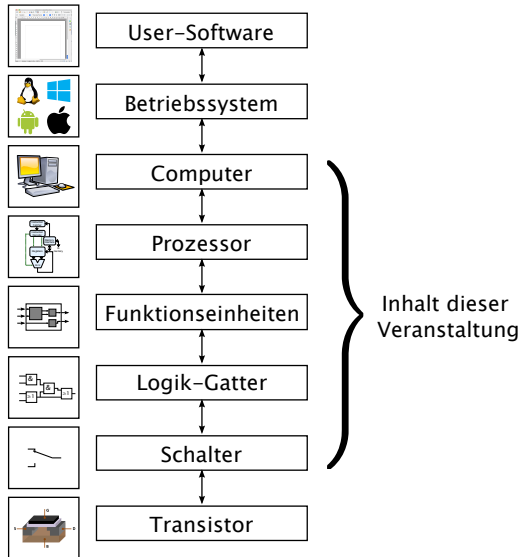 User-Software
Betriebssystem
Computer
Prozessor
Funktionseinheiten
Logik-Gatter
Schalter
Transistor
Inhalt dieser
Veranstaltung
&
&